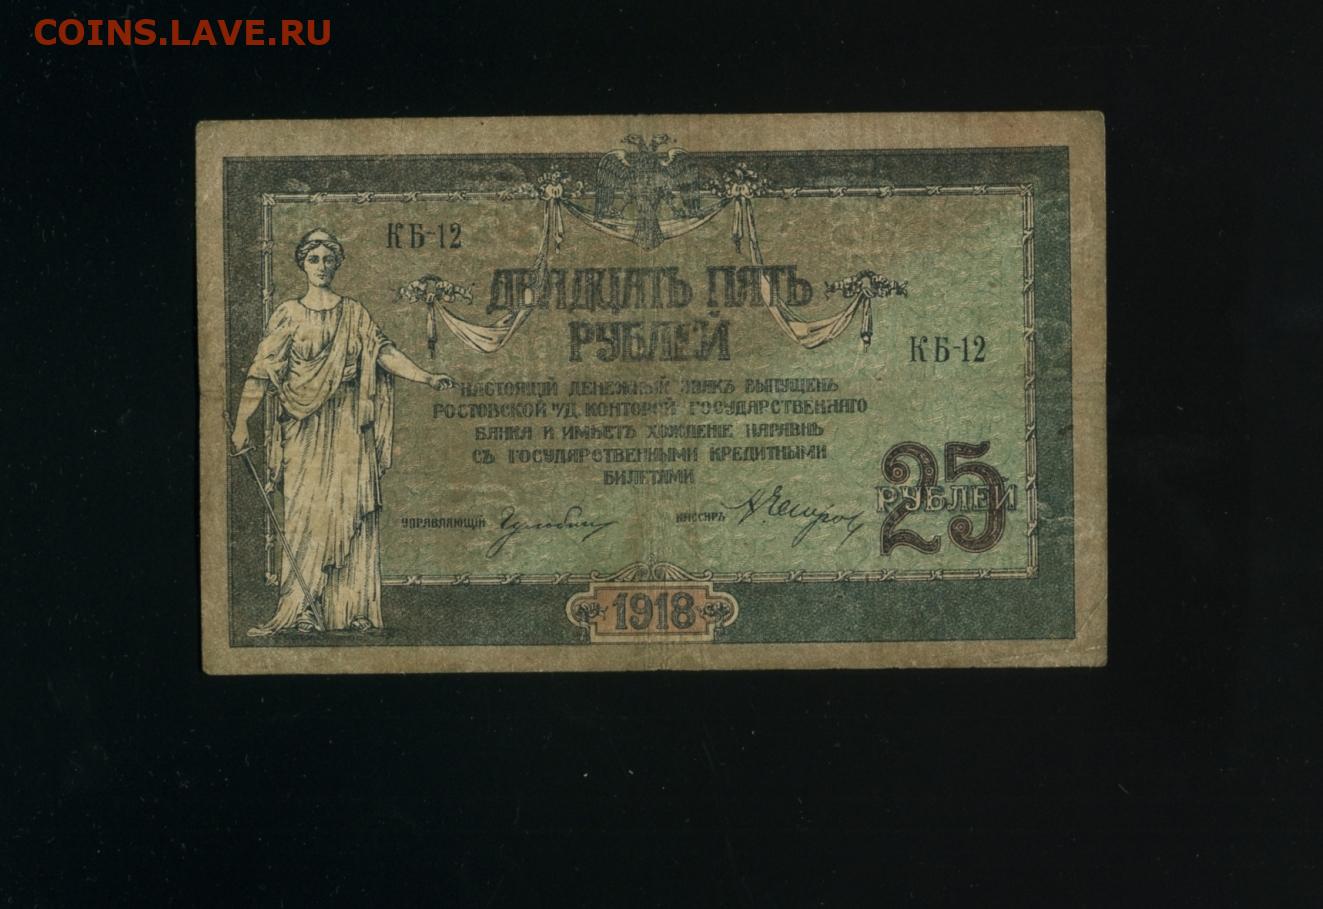 COINS.LAVE.RU
КБ-12
ДВАДЦАТЬ ПЯТЬ
РУБЛЕЙ
КБ-12
НАСТОЯЩІЙ ДЕНЕЖНЫЙ ЗНАКЪ ВЫПУЩЕНЪ
РОСТОВСКОЙ Н/Д. КОНТОРОЙ ГОСУДАРСТВЕННАГО
БАНКА И ИМѢЕТЪ ХОЖДЕНІЕ НАРАВНѢ
СЪ ГОСУДАРСТВЕННЫМИ КРЕДИТНЫМИ
БИЛЕТАМИ
25
РУБЛЕЙ
УПРАВЛЯЮЩІЙ
КАССИРЪ
1918